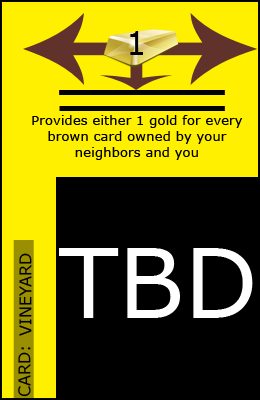 1
Provides either 1 gold for every
brown card owned by your
neighbors and you
TBD
CARD: VINEYARD